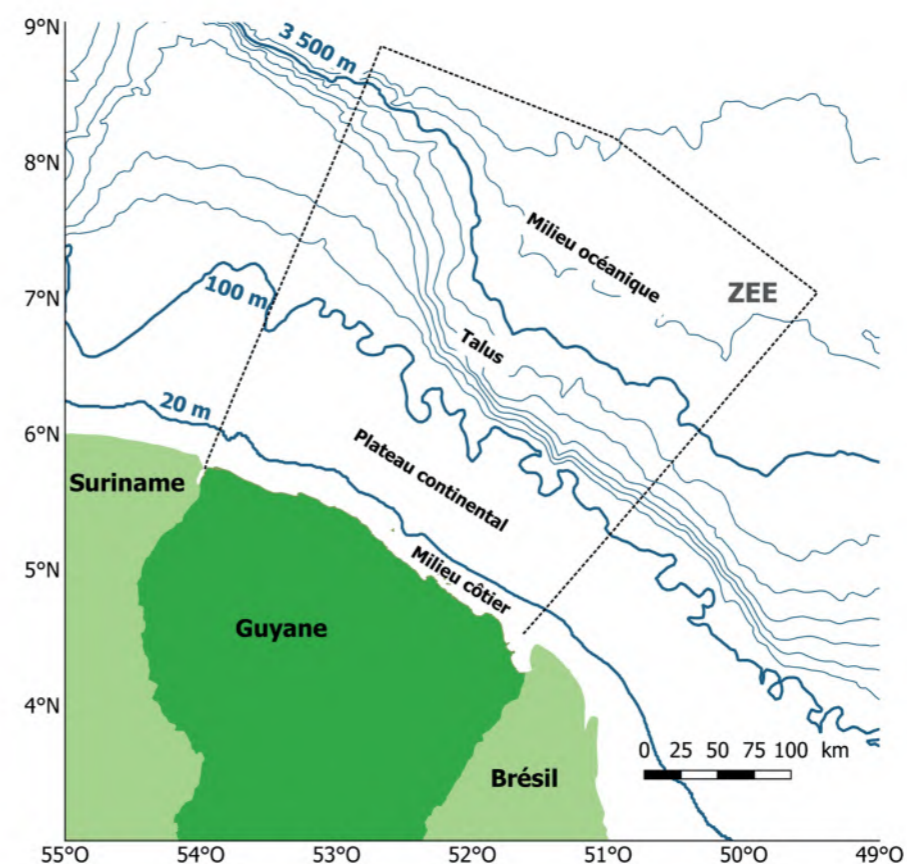 9°N
3 500 m
8°N
Milieu océanique
7°N
100 m
ZEE
Talus
20 m
6°N
Plateau continental
Suriname
5°N
Milieu côtier
Guyane
4°N
0 25 50 75 100 km
Brésil
55°O 54°O 53°O 52°O 51°O 50°O 49°O